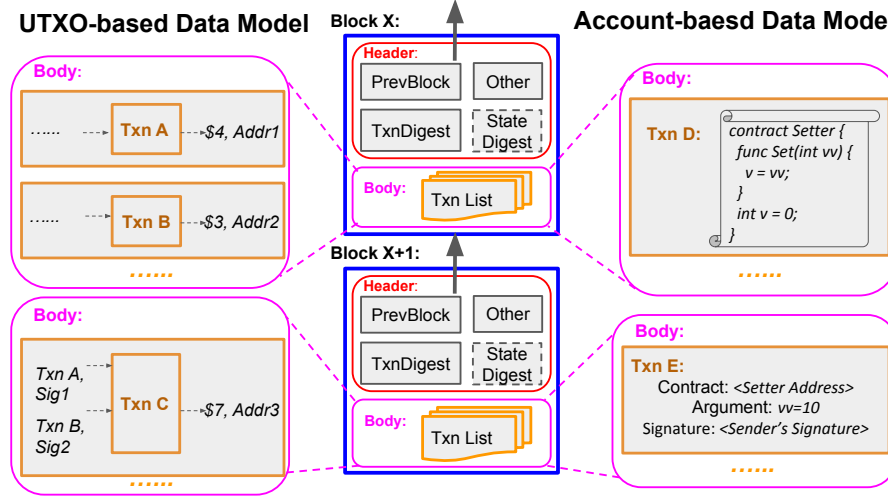 UTXO-based Data Model
Body:
......
Txn A
$4, Addr1
......
Txn B
$3, Addr2
......
Body:
Txn A,
Sig1
Txn B,
Sig2
Txn C
$7, Addr3
......
Block X:
Header:
PrevBlock
Other
TxnDigest
State
Digest
Body:
Txn List
Block X+1:
Header:
PrevBlock
Other
TxnDigest
State
Digest
Body:
Txn List
Account-baesd Data Mode
Body:
Txn D:
contract Setter {
func Set(int vv) {
v = vv;
}
int v = 0;
}
......
Body:
Txn E:
Contract: <Setter Address>
Argument: vv=10
Signature: <Sender's Signature>
......